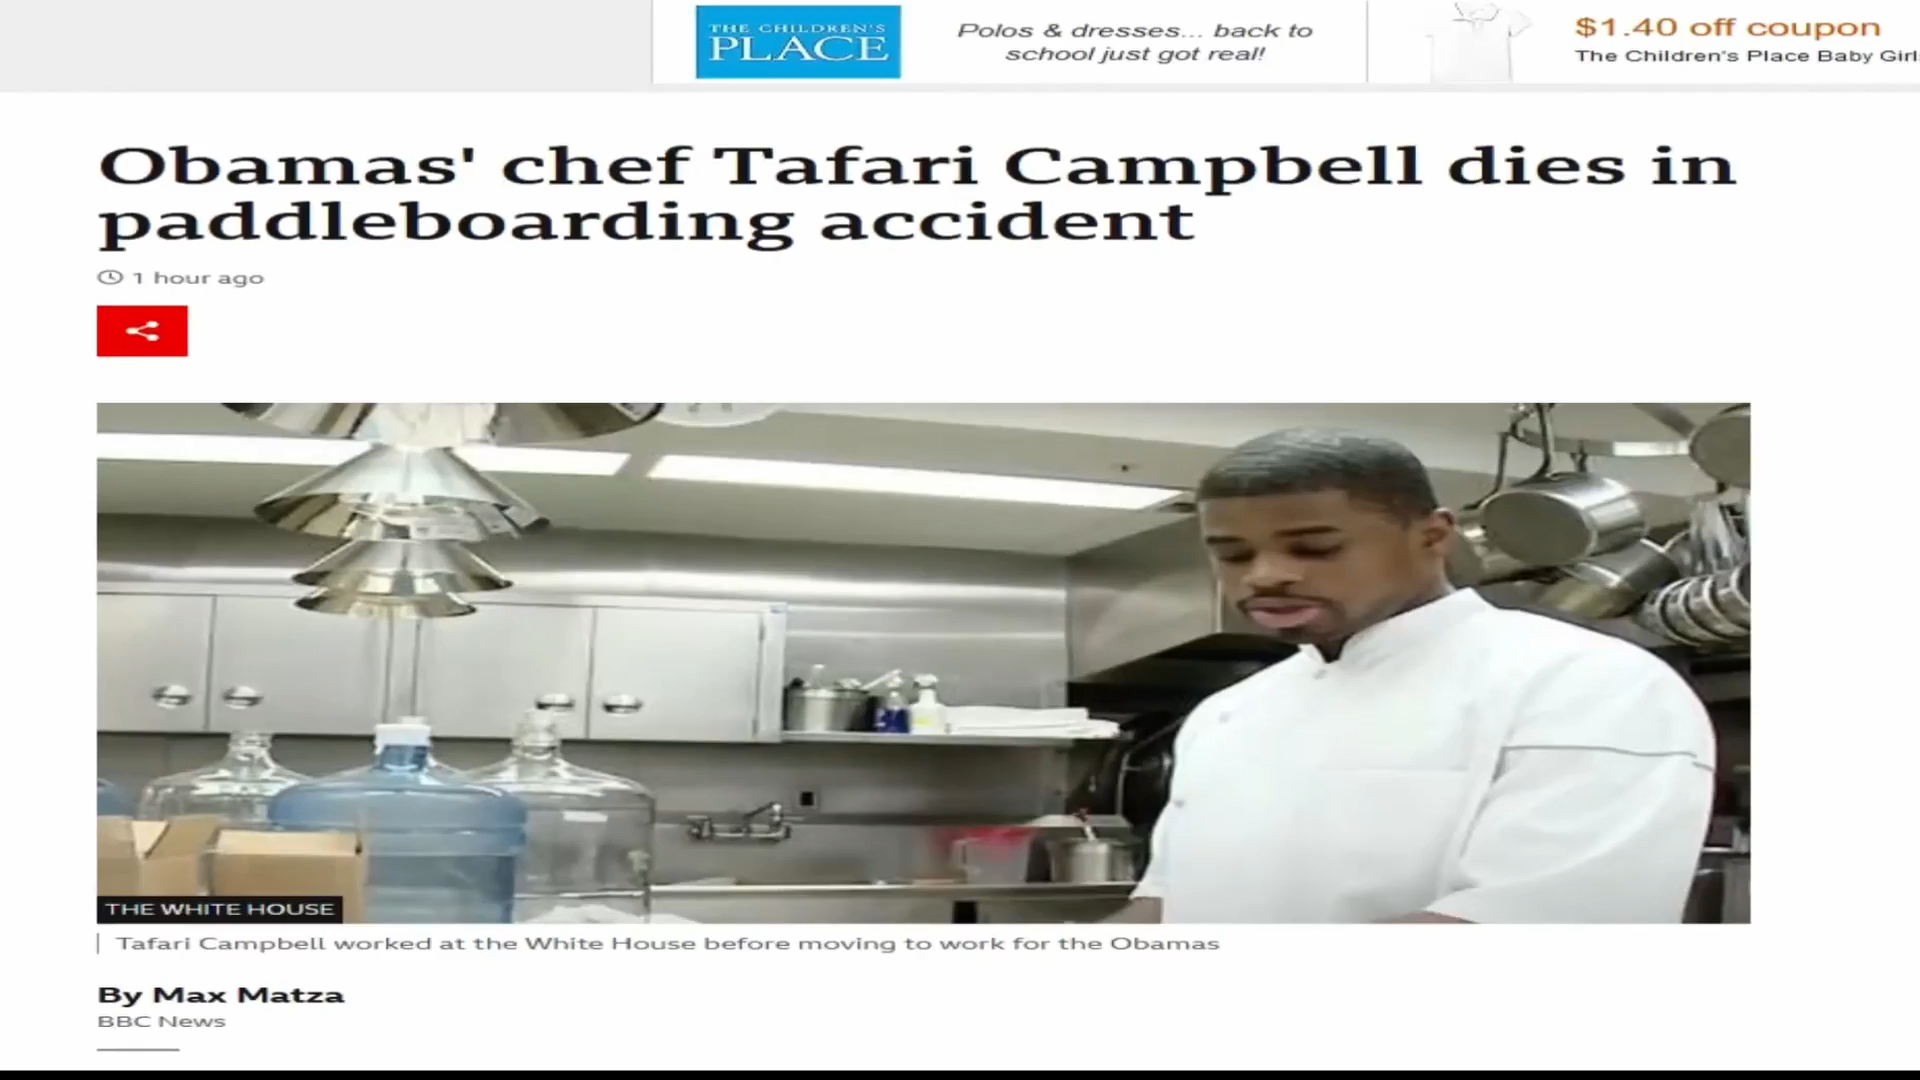 THE CHILDREN'S
PLACE
Polos & dresses... back to
school just got real!
$1.40 off coupon
The Children's Place Baby Girl
Obamas' chef Tafari Campbell dies in
paddleboarding accident
1 hour ago
THE WHITE HOUSE
Tafari Campbell worked at the White House before moving to work for the Obamas
By Max Matza
BBC News